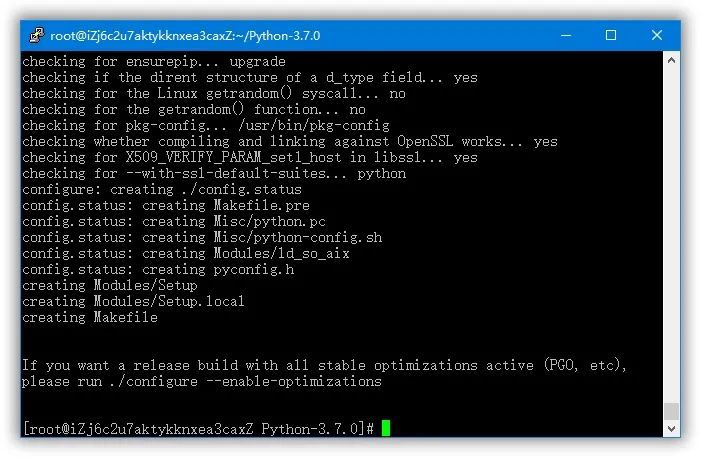 root@iZj6c2u7aktykknxea3caxZ:~/Python-3.7.0
checking for ensurepip... upgrade
checking if the dirent structure of a d_type field... yes
checking for the Linux getrandom() syscall... no
checking for the getrandom() function... no
checking for pkg-config... /usr/bin/pkg-config
checking whether compiling and linking against OpenSSL works... yes
checking for X509_VERIFY_PARAM_set1_host in libssl... yes
checking for --with-ssl-default-suites... python
configure: creating ./config.status
config.status: creating Makefile.pre
config.status: creating Misc/python.pc
config.status: creating Misc/python-config.sh
config.status: creating Modules/ld_so_aix
config.status: creating pyconfig.h
creating Modules/Setup
creating Modules/Setup.local
creating Makefile
If you want a release build with all stable optimizations active (PGO, etc),
please run ./configure --enable-optimizations
[root@iZj6c2u7aktykknxea3caxZ Python-3.7.0]#